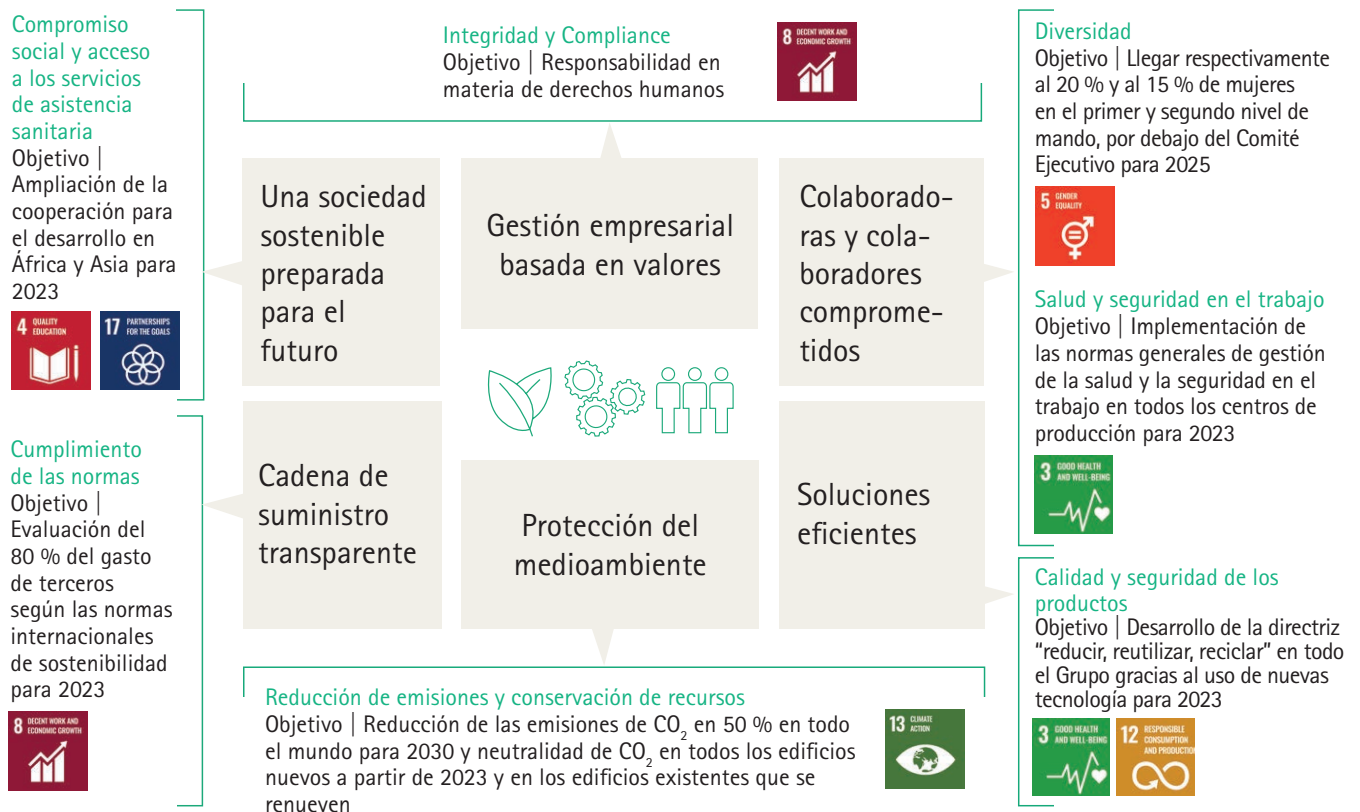 Compromiso
social y acceso
a los servicios
de asistencia
sanitaria
Objetivo |
Ampliación de la
cooperación para
el desarrollo en
África y Asia para
2023
4 QUALITY
EDUCATION
17 PARTNERSHIPS
FOR THE GOALS
Cumplimiento
de las normas
Objetivo |
Evaluación del
80 % del gasto
de terceros
según las normas
internacionales
de sostenibilidad
para 2023
8 DECENT WORK AND
ECONOMIC GROWTH
Integridad y Compliance
Objetivo | Responsabilidad en
materia de derechos humanos
8 DECENT WORK AND
ECONOMIC GROWTH
Una sociedad
sostenible
preparada
para el
futuro
Gestión empresarial
basada en valores
Colaborado-
ras y cola-
boradores
comprome-
tidos
Cadena de
suministro
transparente
Protección del
medioambiente
Soluciones
eficientes
Reducción de emisiones y conservación de recursos
Objetivo | Reducción de las emisiones de CO₂ en 50 % en todo
el mundo para 2030 y neutralidad de CO₂ en todos los edificios
nuevos a partir de 2023 y en los edificios existentes que se
renueven
13 CLIMATE
ACTION
Diversidad
Objetivo | Llegar respectivamente
al 20 % y al 15 % de mujeres
en el primer y segundo nivel de
mando, por debajo del Comité
Ejecutivo para 2025
5 GENDER
EQUALITY
Salud y seguridad en el trabajo
Objetivo | Implementación de
las normas generales de gestión
de la salud y la seguridad en el
trabajo en todos los centros de
producción para 2023
3 GOOD HEALTH
AND WELL-BEING
Calidad y seguridad de los
productos
Objetivo | Desarrollo de la directriz
“reducir, reutilizar, reciclar” en todo
el Grupo gracias al uso de nuevas
tecnología para 2023
3 GOOD HEALTH
AND WELL-BEING
12 RESPONSIBLE
CONSUMPTION
AND PRODUCTION